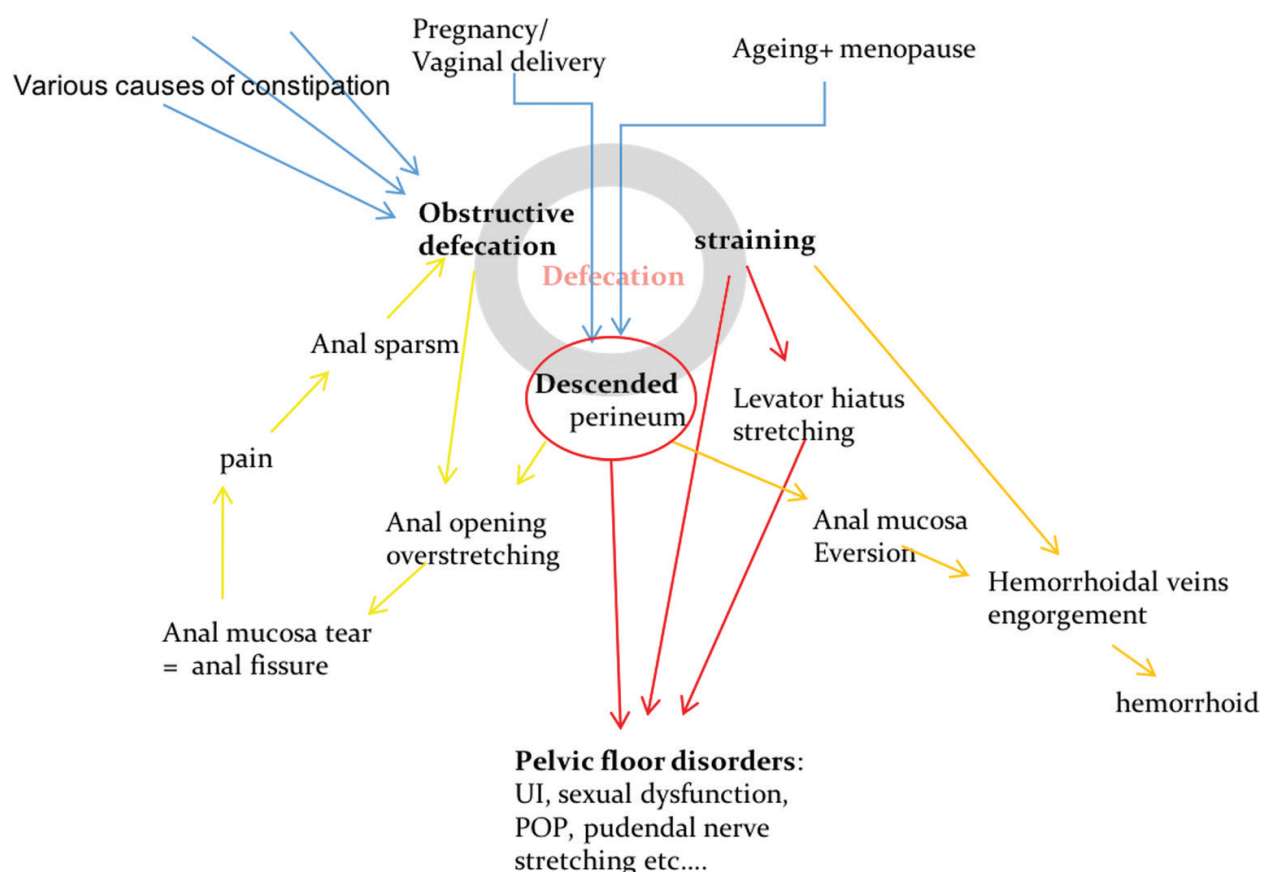 Pregnancy/
Vaginal delivery
Ageing+ menopause
Various causes of constipation
Obstructive
defecation
straining
Defecation
Anal sparsm
Descended
perineum
Levator hiatus
stretching
pain
Anal opening
overstretching
Anal mucosa
Eversion
Hemorrhoidal veins
engorgement
Anal mucosa tear
= anal fissure
hemorrhoid
Pelvic floor disorders:
UI, sexual dysfunction,
POP, pudendal nerve
stretching etc....